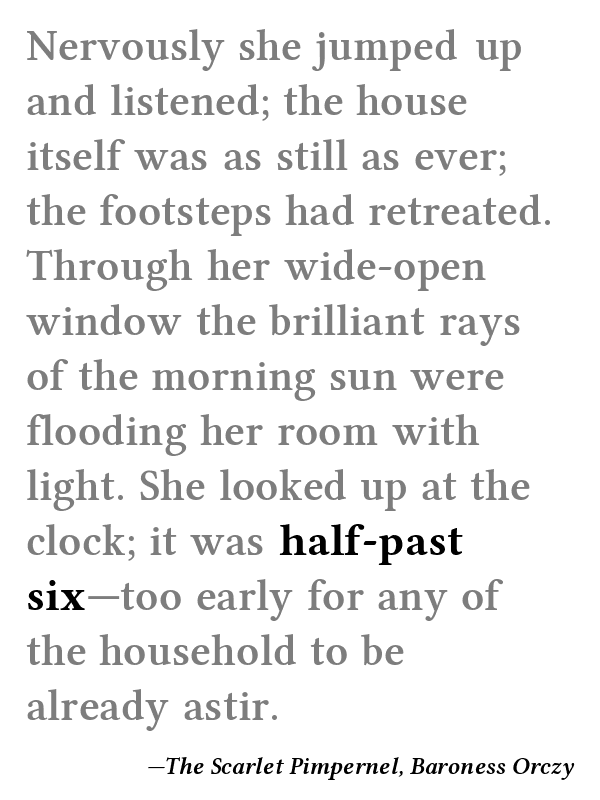 Nervously she jumped up
and listened; the house
itself was as still as ever;
the footsteps had retreated.
Through her wide-open
window the brilliant rays
of the morning sun were
flooding her room with
light. She looked up at the
clock; it was half-past
six—too early for any of
the household to be
already astir.
—The Scarlet Pimpernel, Baroness Orczy